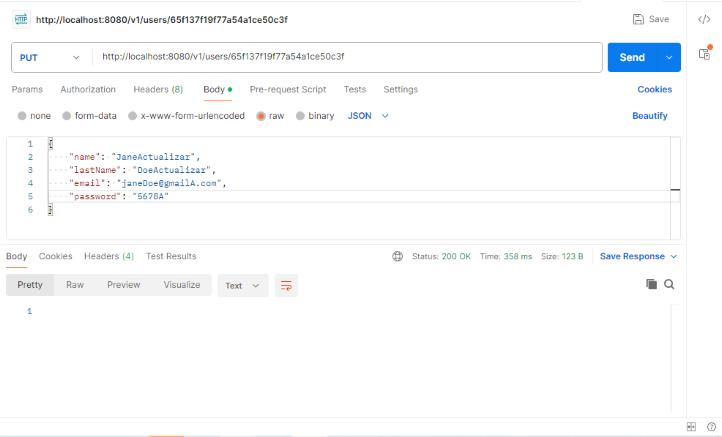 HTTP http://localhost:8080/v1/users/65f137f19f77a54a1ce50c3f Save
PUT http://localhost:8080/v1/users/65f137f19f77a54a1ce50c3f Send
Params Authorization Headers (8) Body Pre-request Script Tests Settings Cookies
none form-data x-www-form-urlencoded raw binary JSON Beautify
1 {
2 "name": "JaneActualizar",
3 "lastName": "DoeActualizar",
4 "email": "janeDoe@gmailA.com",
5 "password": "5678A"
6 }
Body Cookies Headers (4) Test Results Status: 200 OK Time: 358 ms Size: 123 B Save Response
Pretty Raw Preview Visualize Text
1